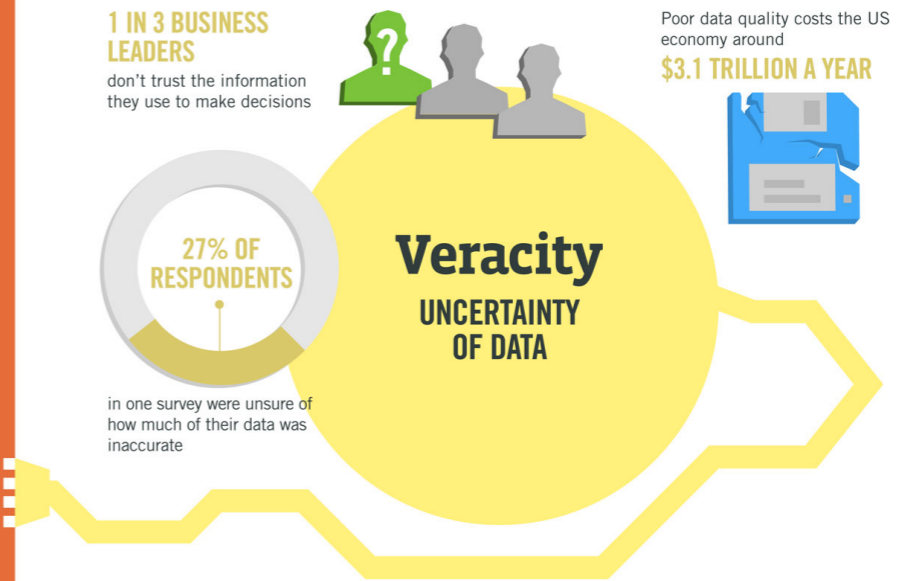 1 IN 3 BUSINESS
LEADERS
don't trust the information
they use to make decisions
?
Poor data quality costs the US
economy around
$3.1 TRILLION A YEAR
27% OF
RESPONDENTS
in one survey were unsure of
how much of their data was
inaccurate
Veracity
UNCERTAINTY
OF DATA